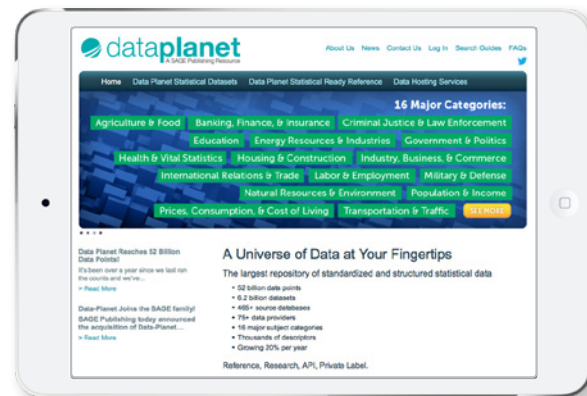 dataplanet
A SAGE Publishing Resource
About Us News Contact Us Log In Search Guides FAQs
Home Data Planet Statistical Datasets Data Planet Statistical Ready Reference Data Hosting Services
16 Major Categories:
Agriculture & Food Banking, Finance, & Insurance Criminal Justice & Law Enforcement
Education Energy Resources & Industries Government & Politics
Health & Vital Statistics Housing & Construction Industry, Business, & Commerce
International Relations & Trade Labor & Employment Military & Defense
Natural Resources & Environment Population & Income
Prices, Consumption, & Cost of Living Transportation & Traffic SEE MORE
Data Planet Reaches 52 Billion
Data Points!
It's been over a year since we last ran
the counts and we've...
> Read More
Data-Planet Joins the SAGE family!
SAGE Publishing today announced
the acquisition of Data-Planet....
> Read More
A Universe of Data at Your Fingertips
The largest repository of standardized and structured statistical data
• 52 billion data points
• 6.2 billion datasets
• 465+ source databases
• 75+ data providers
• 16 major subject categories
• Thousands of descriptors
• Growing 20% per year
Reference, Research, API, Private Label.